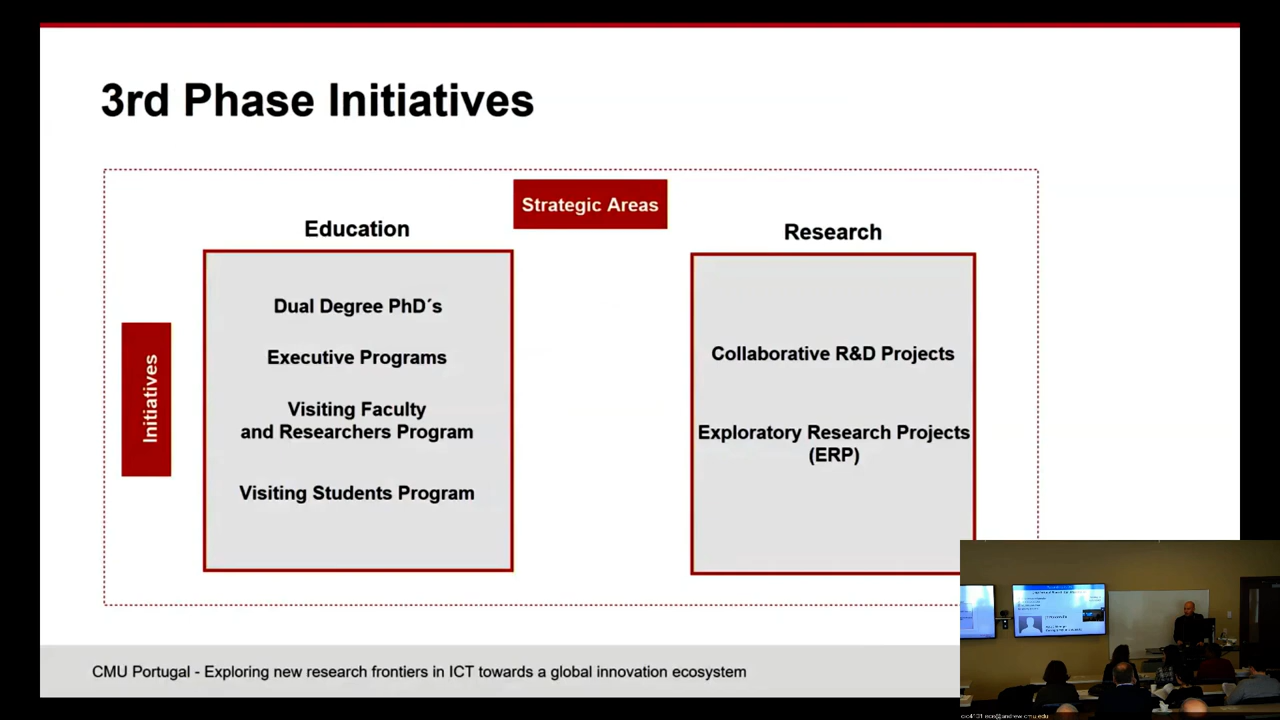 3rd Phase Initiatives
Strategic Areas
Education
Research
Initiatives
Dual Degree PhD´s
Executive Programs
Visiting Faculty
and Researchers Program
Visiting Students Program
Collaborative R&D Projects
Exploratory Research Projects
(ERP)
CMU Portugal - Exploring new research frontiers in ICT towards a global innovation ecosystem